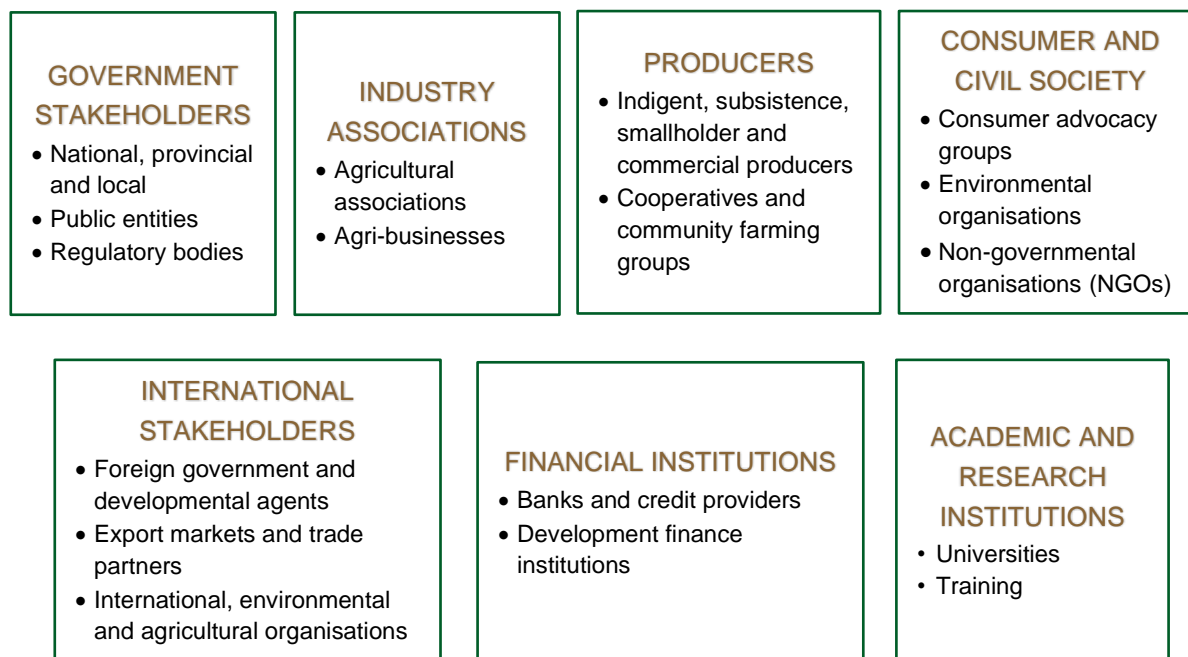 GOVERNMENT
STAKEHOLDERS
• National, provincial
and local
• Public entities
• Regulatory bodies
INDUSTRY
ASSOCIATIONS
• Agricultural
associations
• Agri-businesses
PRODUCERS
• Indigent, subsistence,
smallholder and
commercial producers
• Cooperatives and
community farming
groups
CONSUMER AND
CIVIL SOCIETY
• Consumer advocacy
groups
• Environmental
organisations
• Non-governmental
organisations (NGOs)
INTERNATIONAL
STAKEHOLDERS
• Foreign government and
developmental agents
• Export markets and trade
partners
• International, environmental
and agricultural organisations
FINANCIAL INSTITUTIONS
• Banks and credit providers
• Development finance
institutions
ACADEMIC AND
RESEARCH
INSTITUTIONS
• Universities
• Training